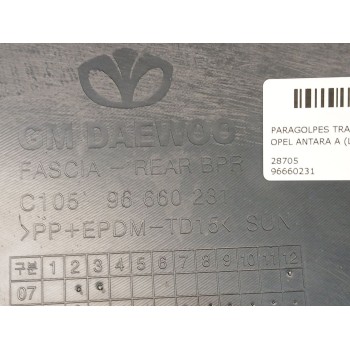 GM DAEWOO
FASCIA - REAR BPR
C105 96 660 231
>PP+EPDM-TD15< SCK
구분 1 2 3 4 5 6 7 8 9 10 11 12
07
PARAGOLPES TRA
OPEL ANTARA A (L
28705
96660231